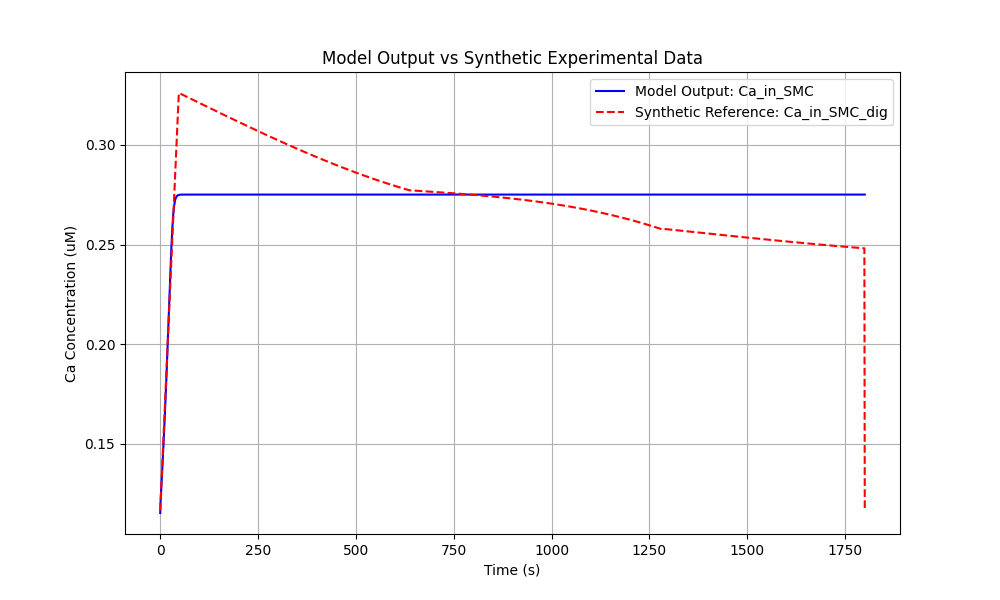 Model Output vs Synthetic Experimental Data
Model Output: Ca_in_SMC
Synthetic Reference: Ca_in_SMC_dig
Ca Concentration (uM)
0.30
0.25
0.20
0.15
0 250 500 750 1000 1250 1500 1750
Time (s)